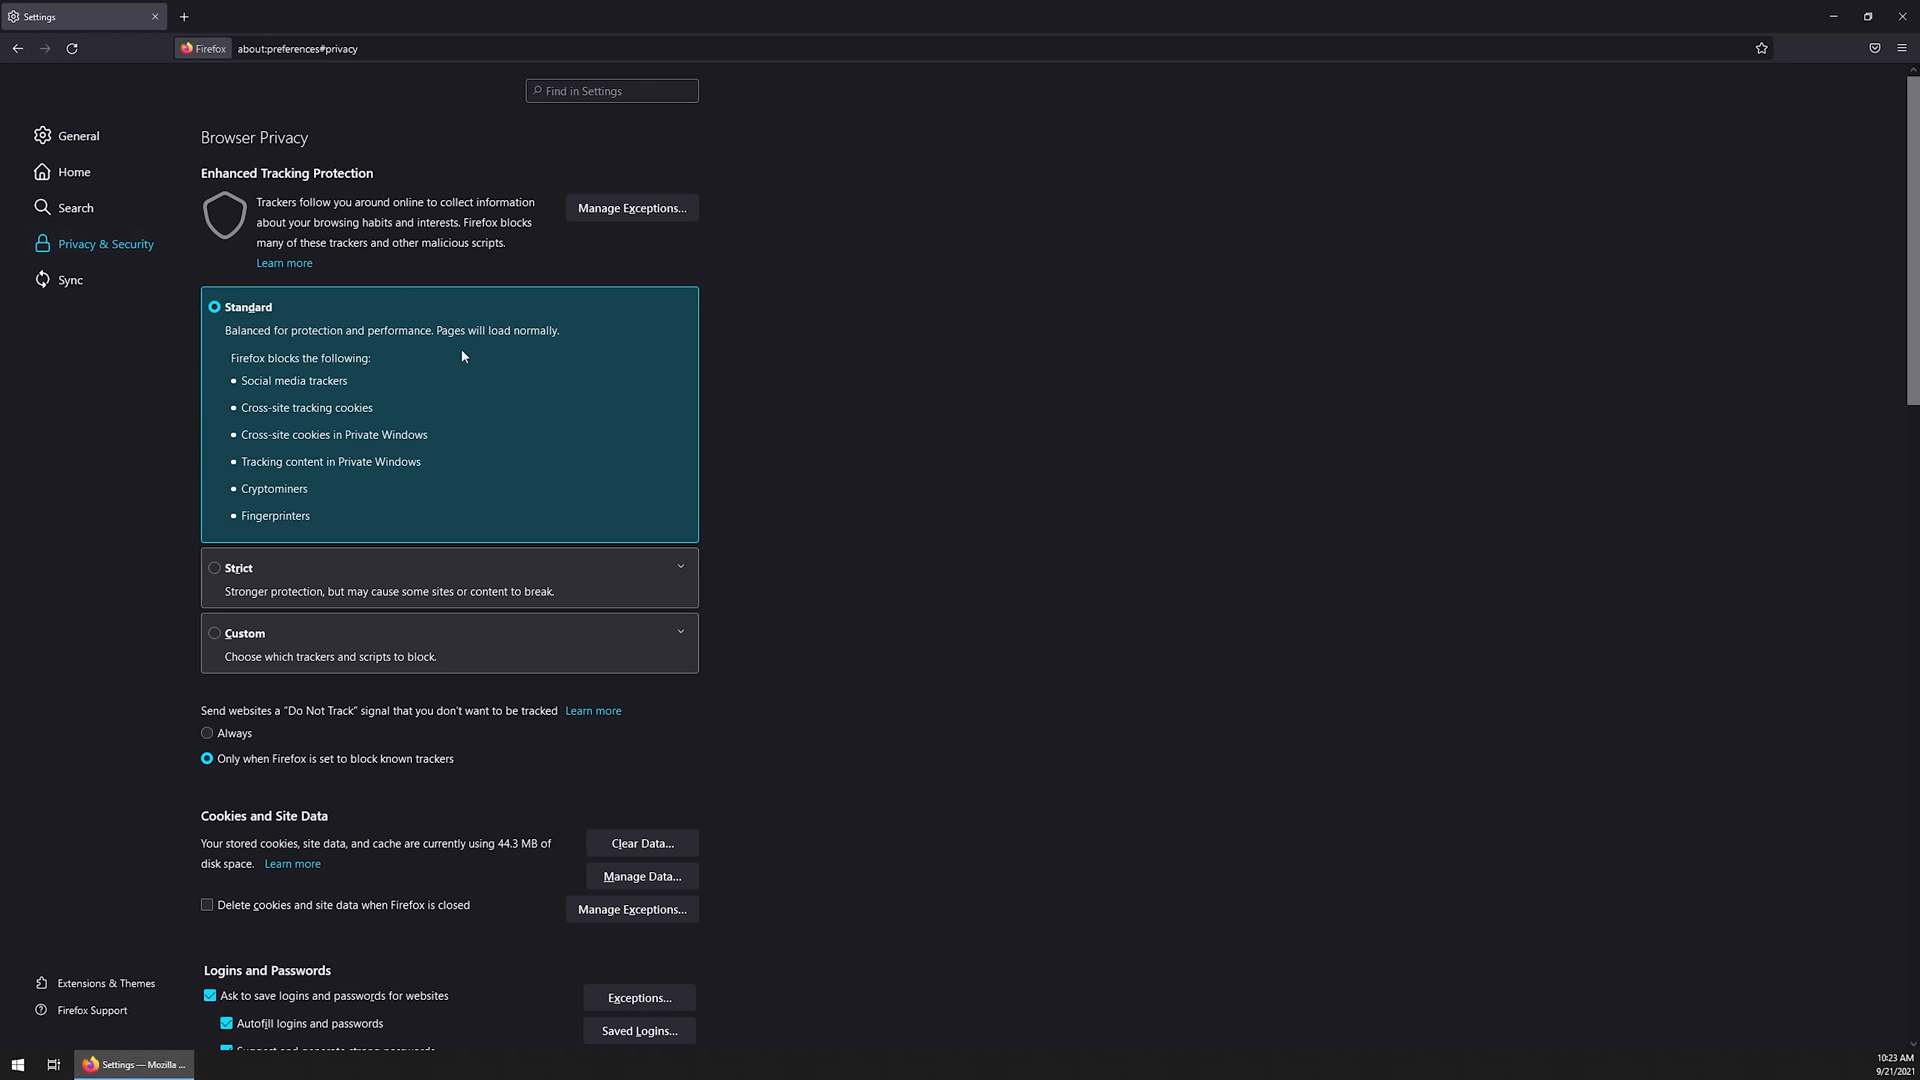 Settings
Firefox
about:preferences#privacy
Find in Settings
General
Home
Search
Privacy & Security
Sync
Browser Privacy
Enhanced Tracking Protection
Trackers follow you around online to collect information
about your browsing habits and interests. Firefox blocks
many of these trackers and other malicious scripts.
Learn more
Manage Exceptions...
Standard
Balanced for protection and performance. Pages will load normally.
Firefox blocks the following:
• Social media trackers
• Cross-site tracking cookies
• Cross-site cookies in Private Windows
• Tracking content in Private Windows
• Cryptominers
• Fingerprinters
Strict
Stronger protection, but may cause some sites or content to break.
Custom
Choose which trackers and scripts to block.
Send websites a “Do Not Track” signal that you don’t want to be tracked Learn more
Always
Only when Firefox is set to block known trackers
Cookies and Site Data
Your stored cookies, site data, and cache are currently using 44.3 MB of
disk space. Learn more
Clear Data...
Manage Data...
Delete cookies and site data when Firefox is closed
Manage Exceptions...
Logins and Passwords
Ask to save logins and passwords for websites
Exceptions...
Autofill logins and passwords
Saved Logins...
Suggest and generate strong passwords
Extensions & Themes
Firefox Support
Settings — Mozilla ...
10:23 AM
9/21/2021